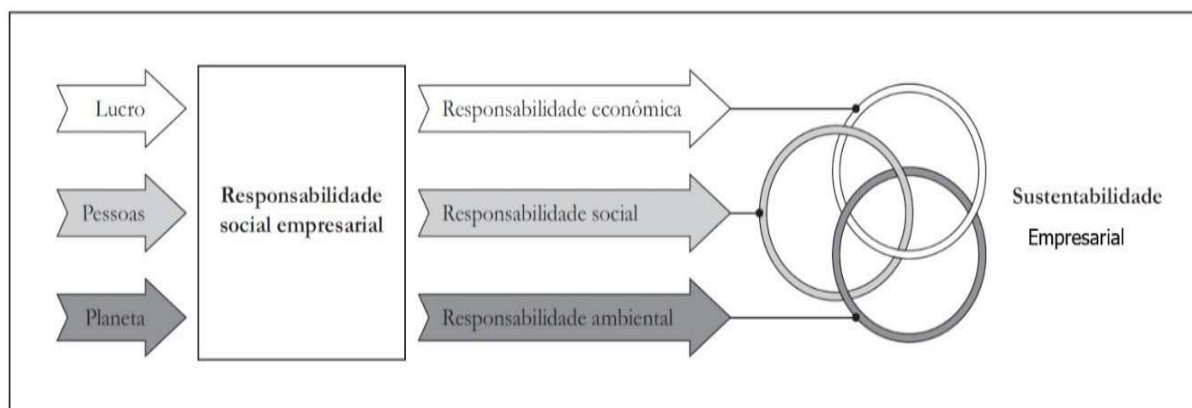 Lucro
Responsabilidade econômica
Pessoas
Responsabilidade
social empresarial
Responsabilidade social
Sustentabilidade
Empresarial
Planeta
Responsabilidade ambiental